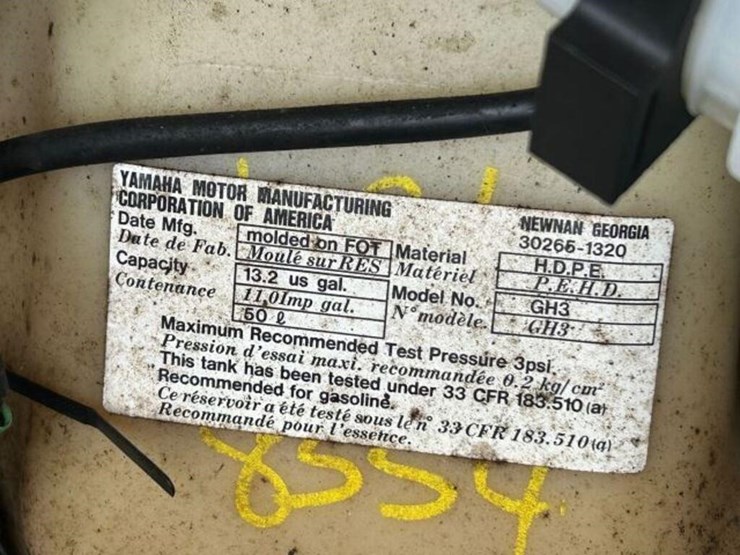 YAMAHA MOTOR MANUFACTURING
CORPORATION OF AMERICA
NEWNAN GEORGIA
30265-1320
Date Mfg.
Date de Fab.
molded on FOT
Moulé sur RES
Material
Matériel
H.D.P.E.
P.E.H.D.
Capacity
Contenance
13.2 us gal.
11,01mp gal.
50 ℓ
Model No.
N° modèle.
GH3
GH3
Maximum Recommended Test Pressure 3psi.
Pression d'essai maxi. recommandée 0.2 kg/cm²
This tank has been tested under 33 CFR 183.510 (a)
Recommended for gasoline.
Ce réservoir a été testé sous le n° 33 CFR 183.510 (a)
Recommandé pour l'essence.
8554